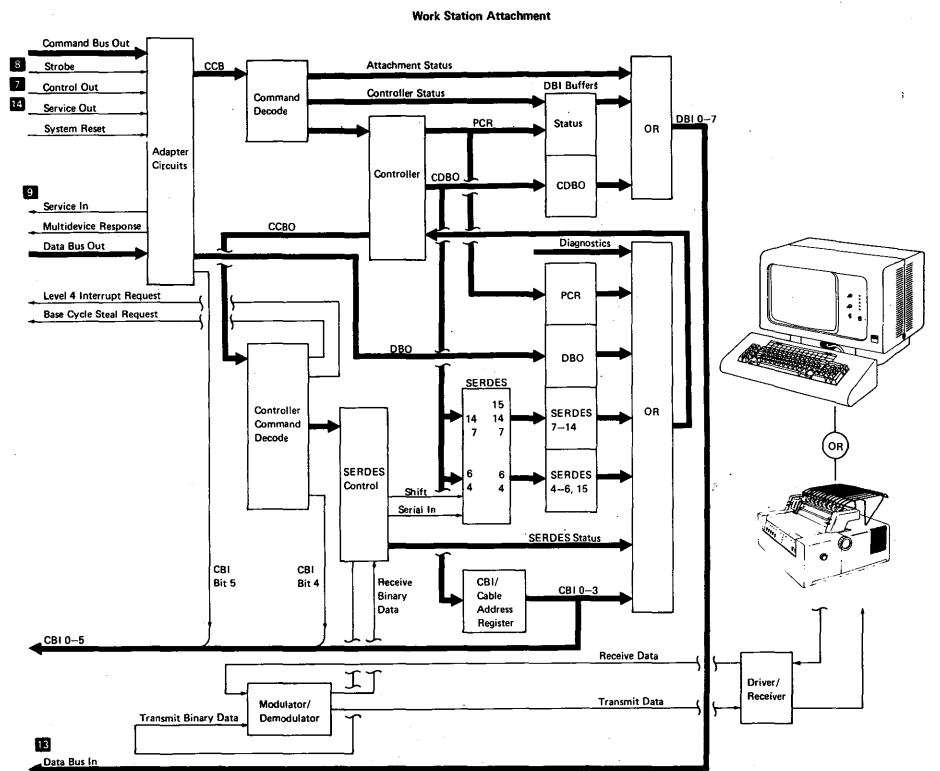 Work Station Attachment
Command Bus Out
8 Strobe
7 Control Out
14 Service Out
System Reset
Adapter
Circuits
9
Service In
Multidevice Response
Data Bus Out
Level 4 Interrupt Request
Base Cycle Steal Request
CCB
Command
Decode
Attachment Status
Controller Status
DBI Buffers
PCR
Status
OR
DBI 0–7
Controller
CDBO
CDBO
CCBO
Diagnostics
PCR
DBO
DBO
SERDES
15
14 14
7 7
6 6
4 4
SERDES
7–14
SERDES
4–6, 15
OR
Controller
Command
Decode
SERDES
Control
Shift
Serial In
SERDES Status
CBI
Bit 5
CBI
Bit 4
Receive
Binary
Data
CBI/
Cable
Address
Register
CBI 0–3
OR
CBI 0–5
Receive Data
Modulator/
Demodulator
Transmit Data
Driver/
Receiver
Transmit Binary Data
13
Data Bus In